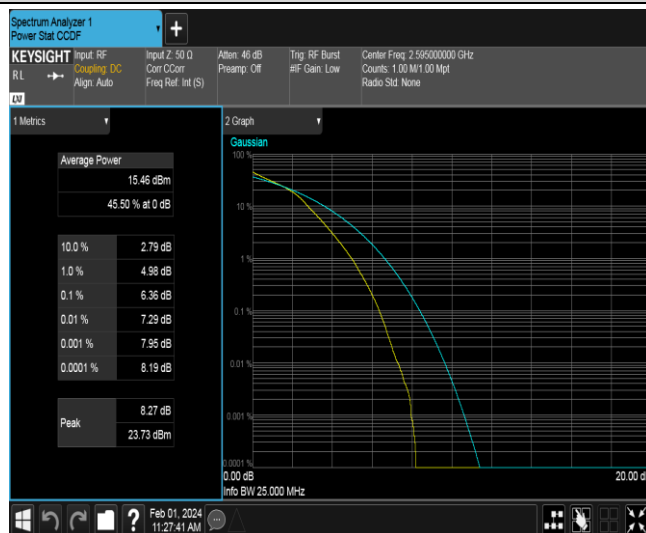 Spectrum Analyzer 1
Power Stat CCDF
+
KEYSIGHT
RL
LXI
Input: RF
Coupling: DC
Align: Auto
Input Z: 50 Ω
Corr CCorr
Freq Ref: Int (S)
Atten: 46 dB
Preamp: Off
Trig: RF Burst
#IF Gain: Low
Center Freq: 2.595000000 GHz
Counts: 1.00 M/1.00 Mpt
Radio Std: None
1 Metrics
Average Power
15.46 dBm
45.50 % at 0 dB
10.0 % 2.79 dB
1.0 % 4.98 dB
0.1 % 6.36 dB
0.01 % 7.29 dB
0.001 % 7.95 dB
0.0001 % 8.19 dB
Peak
8.27 dB
23.73 dBm
2 Graph
Gaussian
100 %
10 %
1 %
0.1 %
0.01 %
0.001 %
0.0001 %
0.00 dB
20.00 d
Info BW 25.000 MHz
?
Feb 01, 2024
11:27:41 AM